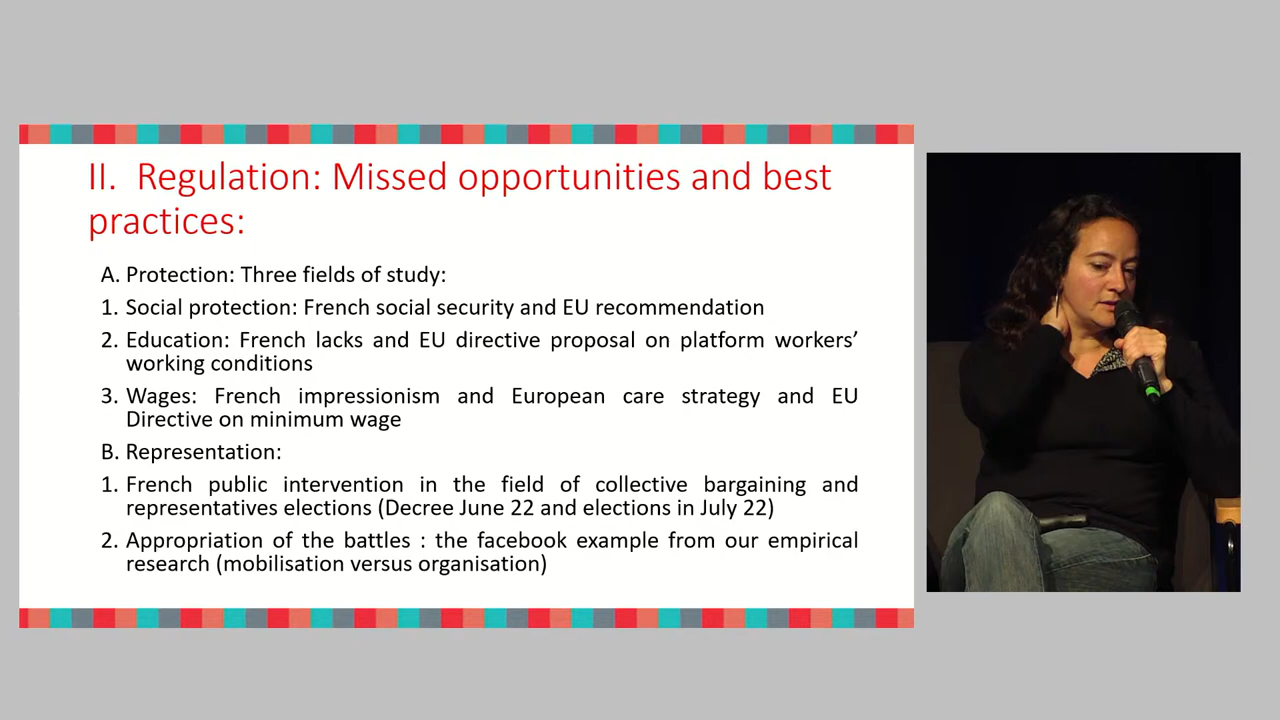 II. Regulation: Missed opportunities and best
practices:
A. Protection: Three fields of study:
1. Social protection: French social security and EU recommendation
2. Education: French lacks and EU directive proposal on platform workers’
working conditions
3. Wages: French impressionism and European care strategy and EU
Directive on minimum wage
B. Representation:
1. French public intervention in the field of collective bargaining and
representatives elections (Decree June 22 and elections in July 22)
2. Appropriation of the battles : the facebook example from our empirical
research (mobilisation versus organisation)